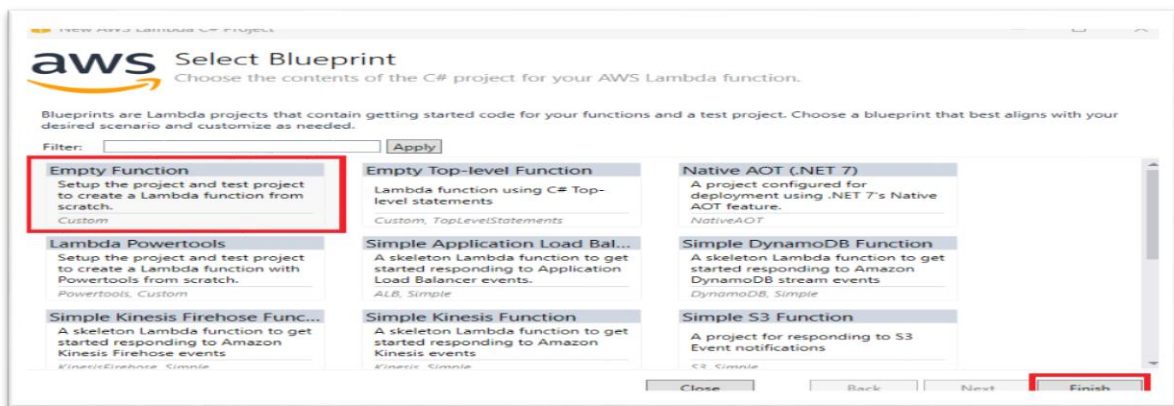 New AWS Lambda C# Project
aws
Select Blueprint
Choose the contents of the C# project for your AWS Lambda function.
Blueprints are Lambda projects that contain getting started code for your functions and a test project. Choose a blueprint that best aligns with your
desired scenario and customize as needed.
Filter:
Apply
Empty Function
Setup the project and test project
to create a Lambda function from
scratch.
Custom
Empty Top-level Function
Lambda function using C# Top-
level statements
Custom, TopLevelStatements
Native AOT (.NET 7)
A project configured for
deployment using .NET 7's Native
AOT feature.
NativeAOT
Lambda Powertools
Setup the project and test project
to create a Lambda function with
Powertools from scratch.
Powertools, Custom
Simple Application Load Bal...
A skeleton Lambda function to get
started responding to Application
Load Balancer events.
ALB, Simple
Simple DynamoDB Function
A skeleton Lambda function to get
started responding to Amazon
DynamoDB stream events
DynamoDB, Simple
Simple Kinesis Firehose Func...
A skeleton Lambda function to get
started responding to Amazon
Kinesis Firehose events
KinesisFirehose, Simple
Simple Kinesis Function
A skeleton Lambda function to get
started responding to Amazon
Kinesis events
Kinesis, Simple
Simple S3 Function
A project for responding to S3
Event notifications
S3, Simple
Close
Back
Next
Finish